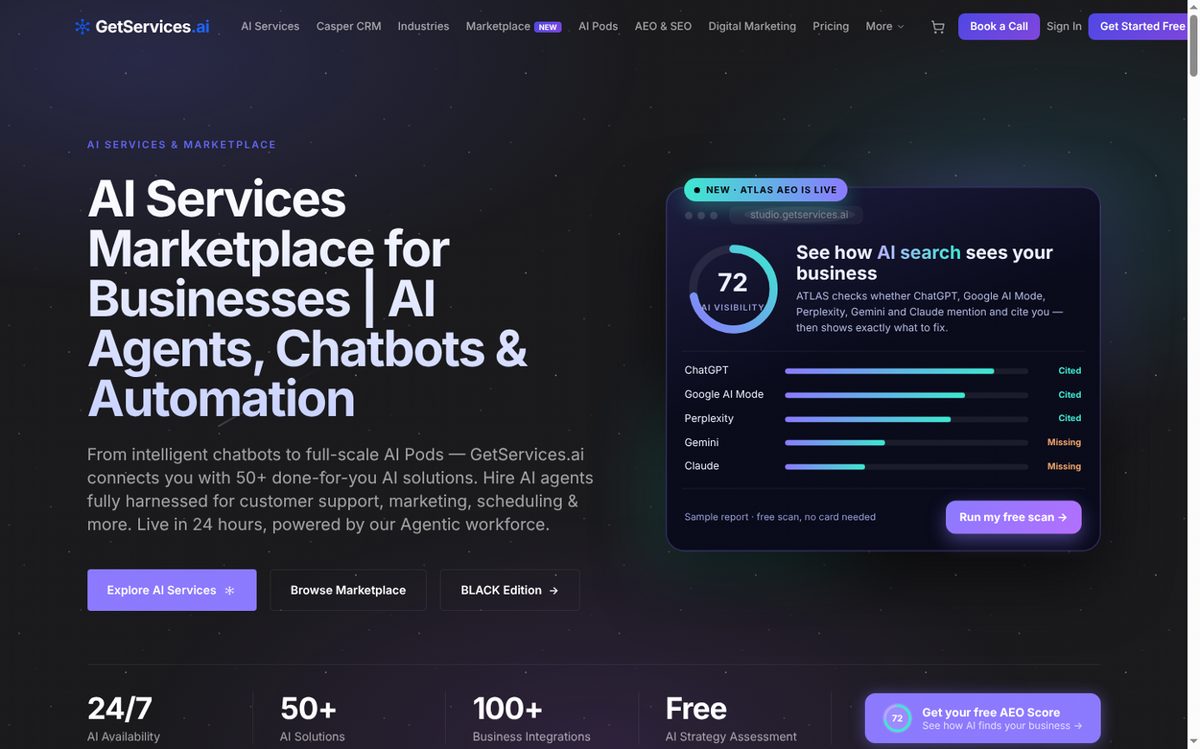 GetServices.ai
AI Services
Casper CRM
Industries
Marketplace NEW
AI Pods
AEO & SEO
Digital Marketing
Pricing
More
Book a Call
Sign In
Get Started Free
AI SERVICES & MARKETPLACE
AI Services
Marketplace for
Businesses | AI
Agents, Chatbots &
Automation
From intelligent chatbots to full-scale AI Pods — GetServices.ai
connects you with 50+ done-for-you AI solutions. Hire AI agents
fully harnessed for customer support, marketing, scheduling &
more. Live in 24 hours, powered by our Agentic workforce.
Explore AI Services
Browse Marketplace
BLACK Edition →
NEW · ATLAS AEO IS LIVE
studio.getservices.ai
72
AI VISIBILITY
See how AI search sees your
business
ATLAS checks whether ChatGPT, Google AI Mode,
Perplexity, Gemini and Claude mention and cite you —
then shows exactly what to fix.
ChatGPT Cited
Google AI Mode Cited
Perplexity Cited
Gemini Missing
Claude Missing
Sample report · free scan, no card needed
Run my free scan →
24/7
AI Availability
50+
AI Solutions
100+
Business Integrations
Free
AI Strategy Assessment
72
Get your free AEO Score
See how AI finds your business →